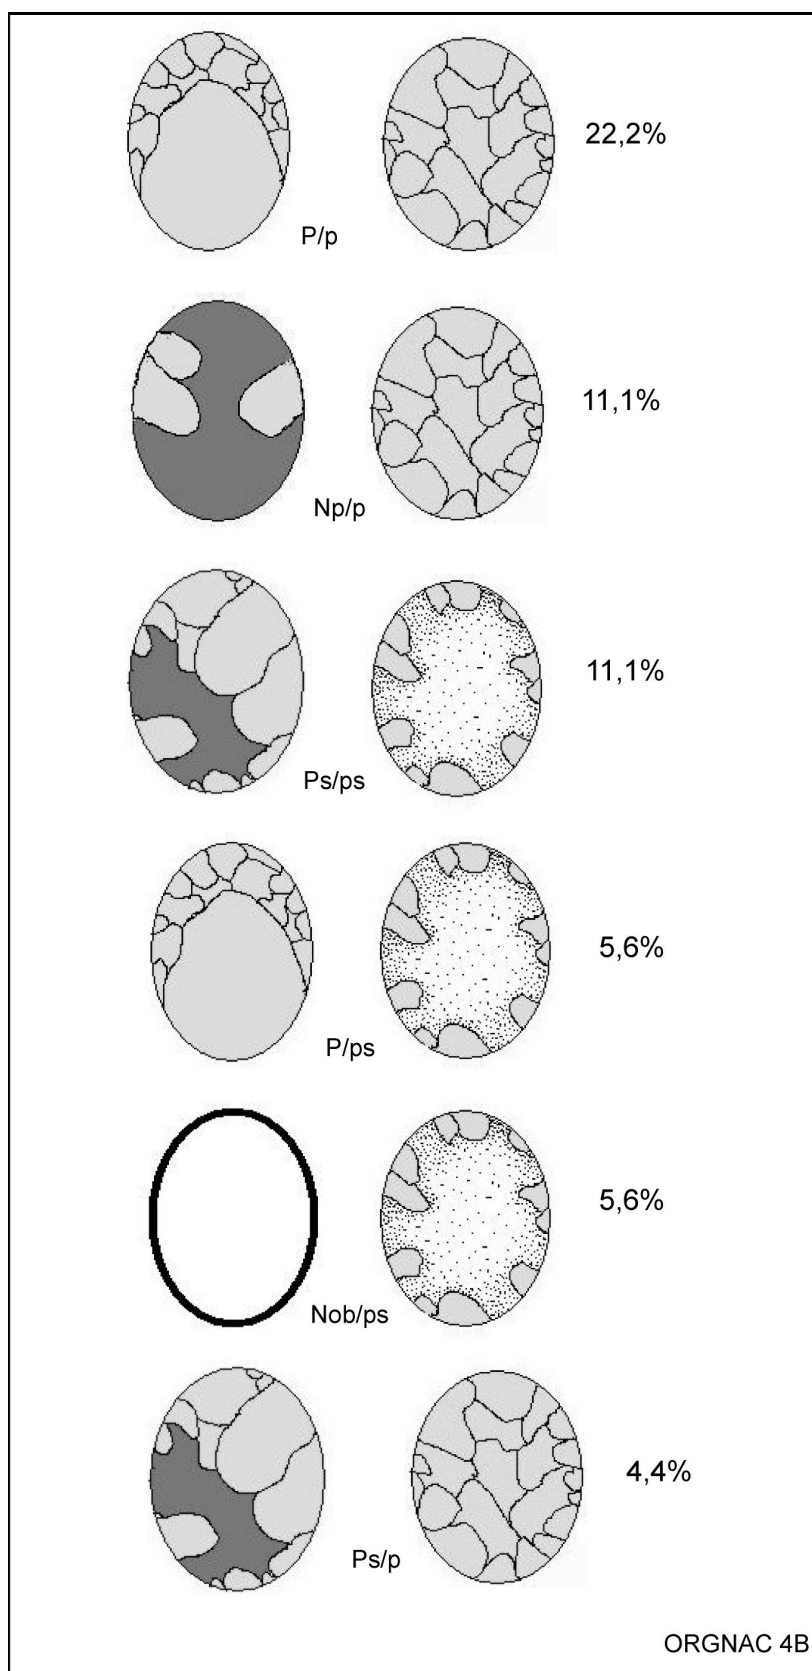 22,2%
P/p
11,1%
Np/p
11,1%
Ps/ps
5,6%
P/ps
5,6%
Nob/ps
4,4%
Ps/p
ORGNAC 4B